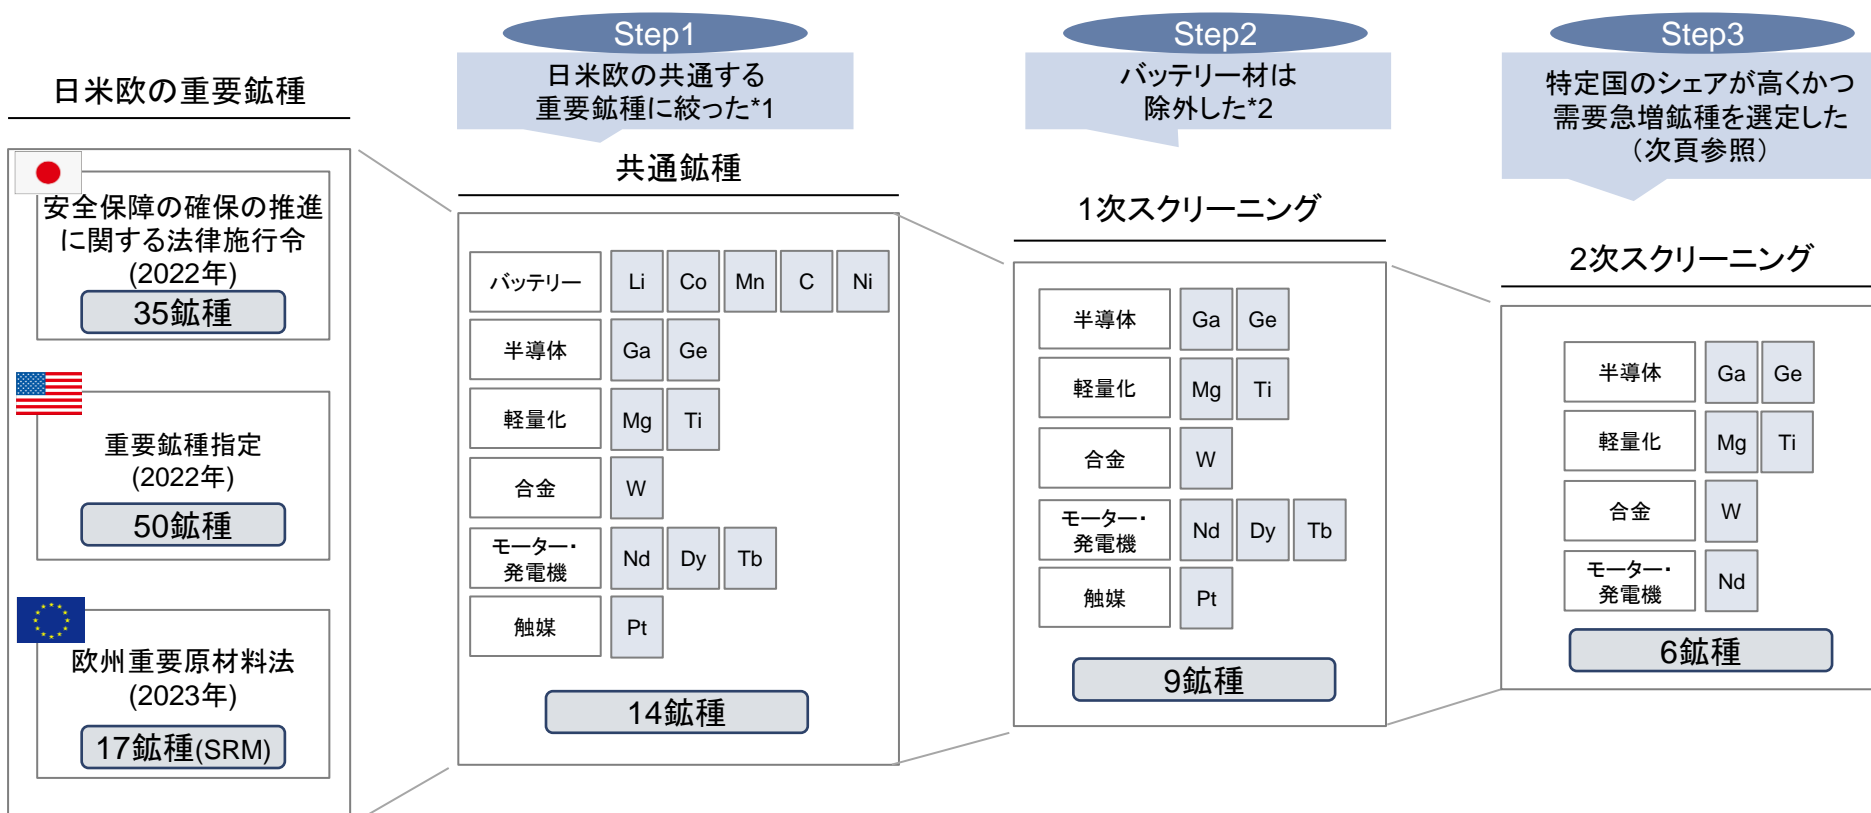 日米欧の重要鉱種
安全保障の確保の推進
に関する法律施行令
(2022年)
35鉱種
重要鉱種指定
(2022年)
50鉱種
欧州重要原材料法
(2023年)
17鉱種(SRM)
Step1
日米欧の共通する
重要鉱種に絞った*1
共通鉱種
バッテリー Li Co Mn C Ni
半導体 Ga Ge
軽量化 Mg Ti
合金 W
モーター・
発電機 Nd Dy Tb
触媒 Pt
14鉱種
Step2
バッテリー材は
除外した*2
1次スクリーニング
半導体 Ga Ge
軽量化 Mg Ti
合金 W
モーター・
発電機 Nd Dy Tb
触媒 Pt
9鉱種
Step3
特定国のシェアが高くかつ
需要急増鉱種を選定した
（次頁参照）
2次スクリーニング
半導体 Ga Ge
軽量化 Mg Ti
合金 W
モーター・
発電機 Nd
6鉱種